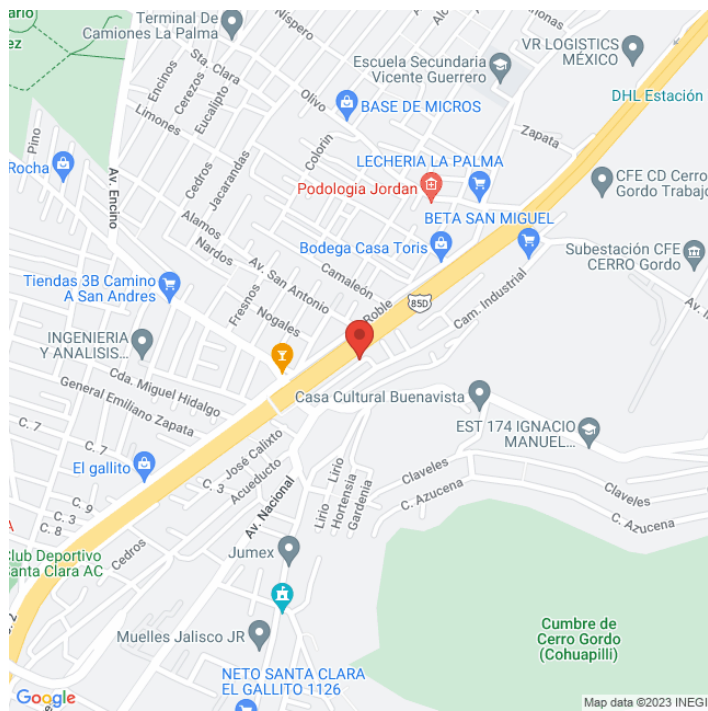 Terminal De
Camiones La Palma
Níspero
VR LOGISTICS
MÉXICO
Escuela Secundaria
Vicente Guerrero
DHL Estación
Encinos
Cerezos
Eucalipto
Sta. Clara
Olivo
BASE DE MICROS
Limones
Colorin
Zapata
Pino
Av. Encino
Rocha
Cedros
Jacarandas
LECHERIA LA PALMA
Podologia Jordan
CFE CD Cerro
Gordo Trabajo
BETA SAN MIGUEL
Alamos
Nardos
Av. San Antonio
Camaleón
Bodega Casa Toris
Subestación CFE
CERRO Gordo
Tiendas 3B Camino
A San Andres
Fresnos
Nogales
Roble
85D
Cam. Industrial
INGENIERIA
Y ANALISIS...
Cda. Miguel Hidalgo
General Emiliano Zapata
Casa Cultural Buenavista
EST 174 IGNACIO
MANUEL...
C. 7
C. 7
El gallito
José Calixto
C. 3
Acueducto
Av. Nacional
Lirio
Lirio
Hortensia
Gardenia
Claveles
Claveles
C. Azucena
C. Azucena
C. 9
C. 3
C. 8
Cedros
Club Deportivo
Santa Clara AC
Jumex
Muelles Jalisco JR
Cumbre de
Cerro Gordo
(Cohuapilli)
NETO SANTA CLARA
EL GALLITO 1126
Google
Map data ©2023 INEGI